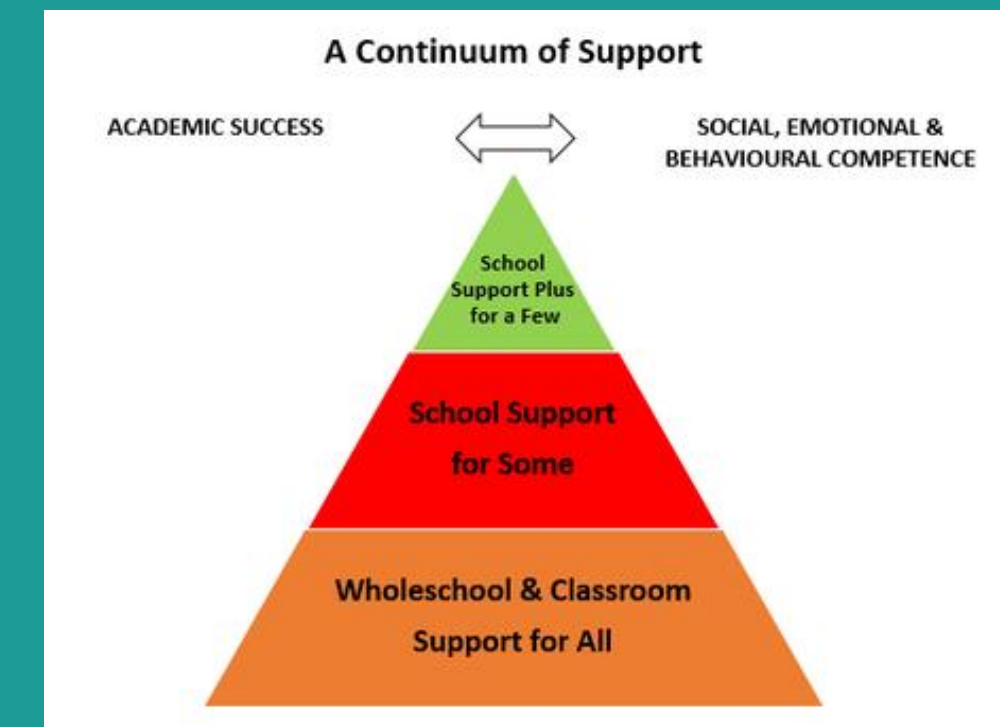 A Continuum of Support
ACADEMIC SUCCESS
SOCIAL, EMOTIONAL &
BEHAVIOURAL COMPETENCE
School
Support Plus
for a Few
School Support
for Some
Wholeschool & Classroom
Support for All